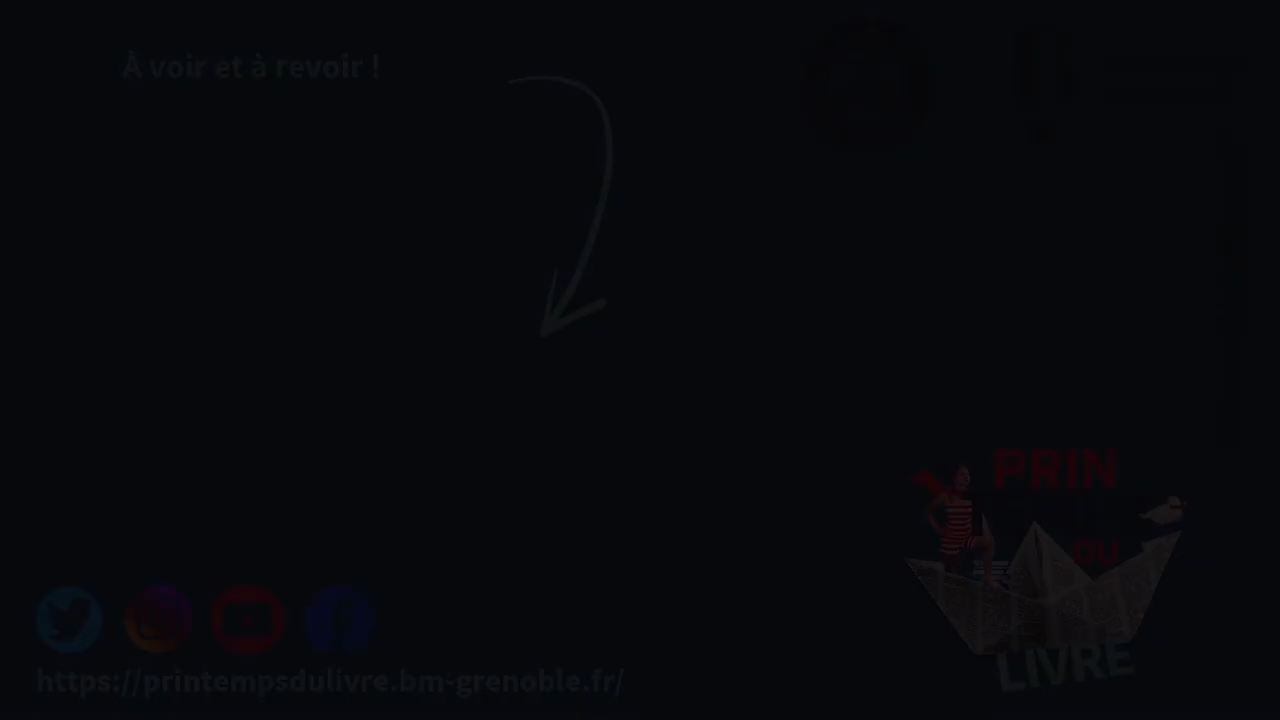 À voir et à revoir !
PRIN
DU
LIVRE
https://printempsdulivre.bm-grenoble.fr/